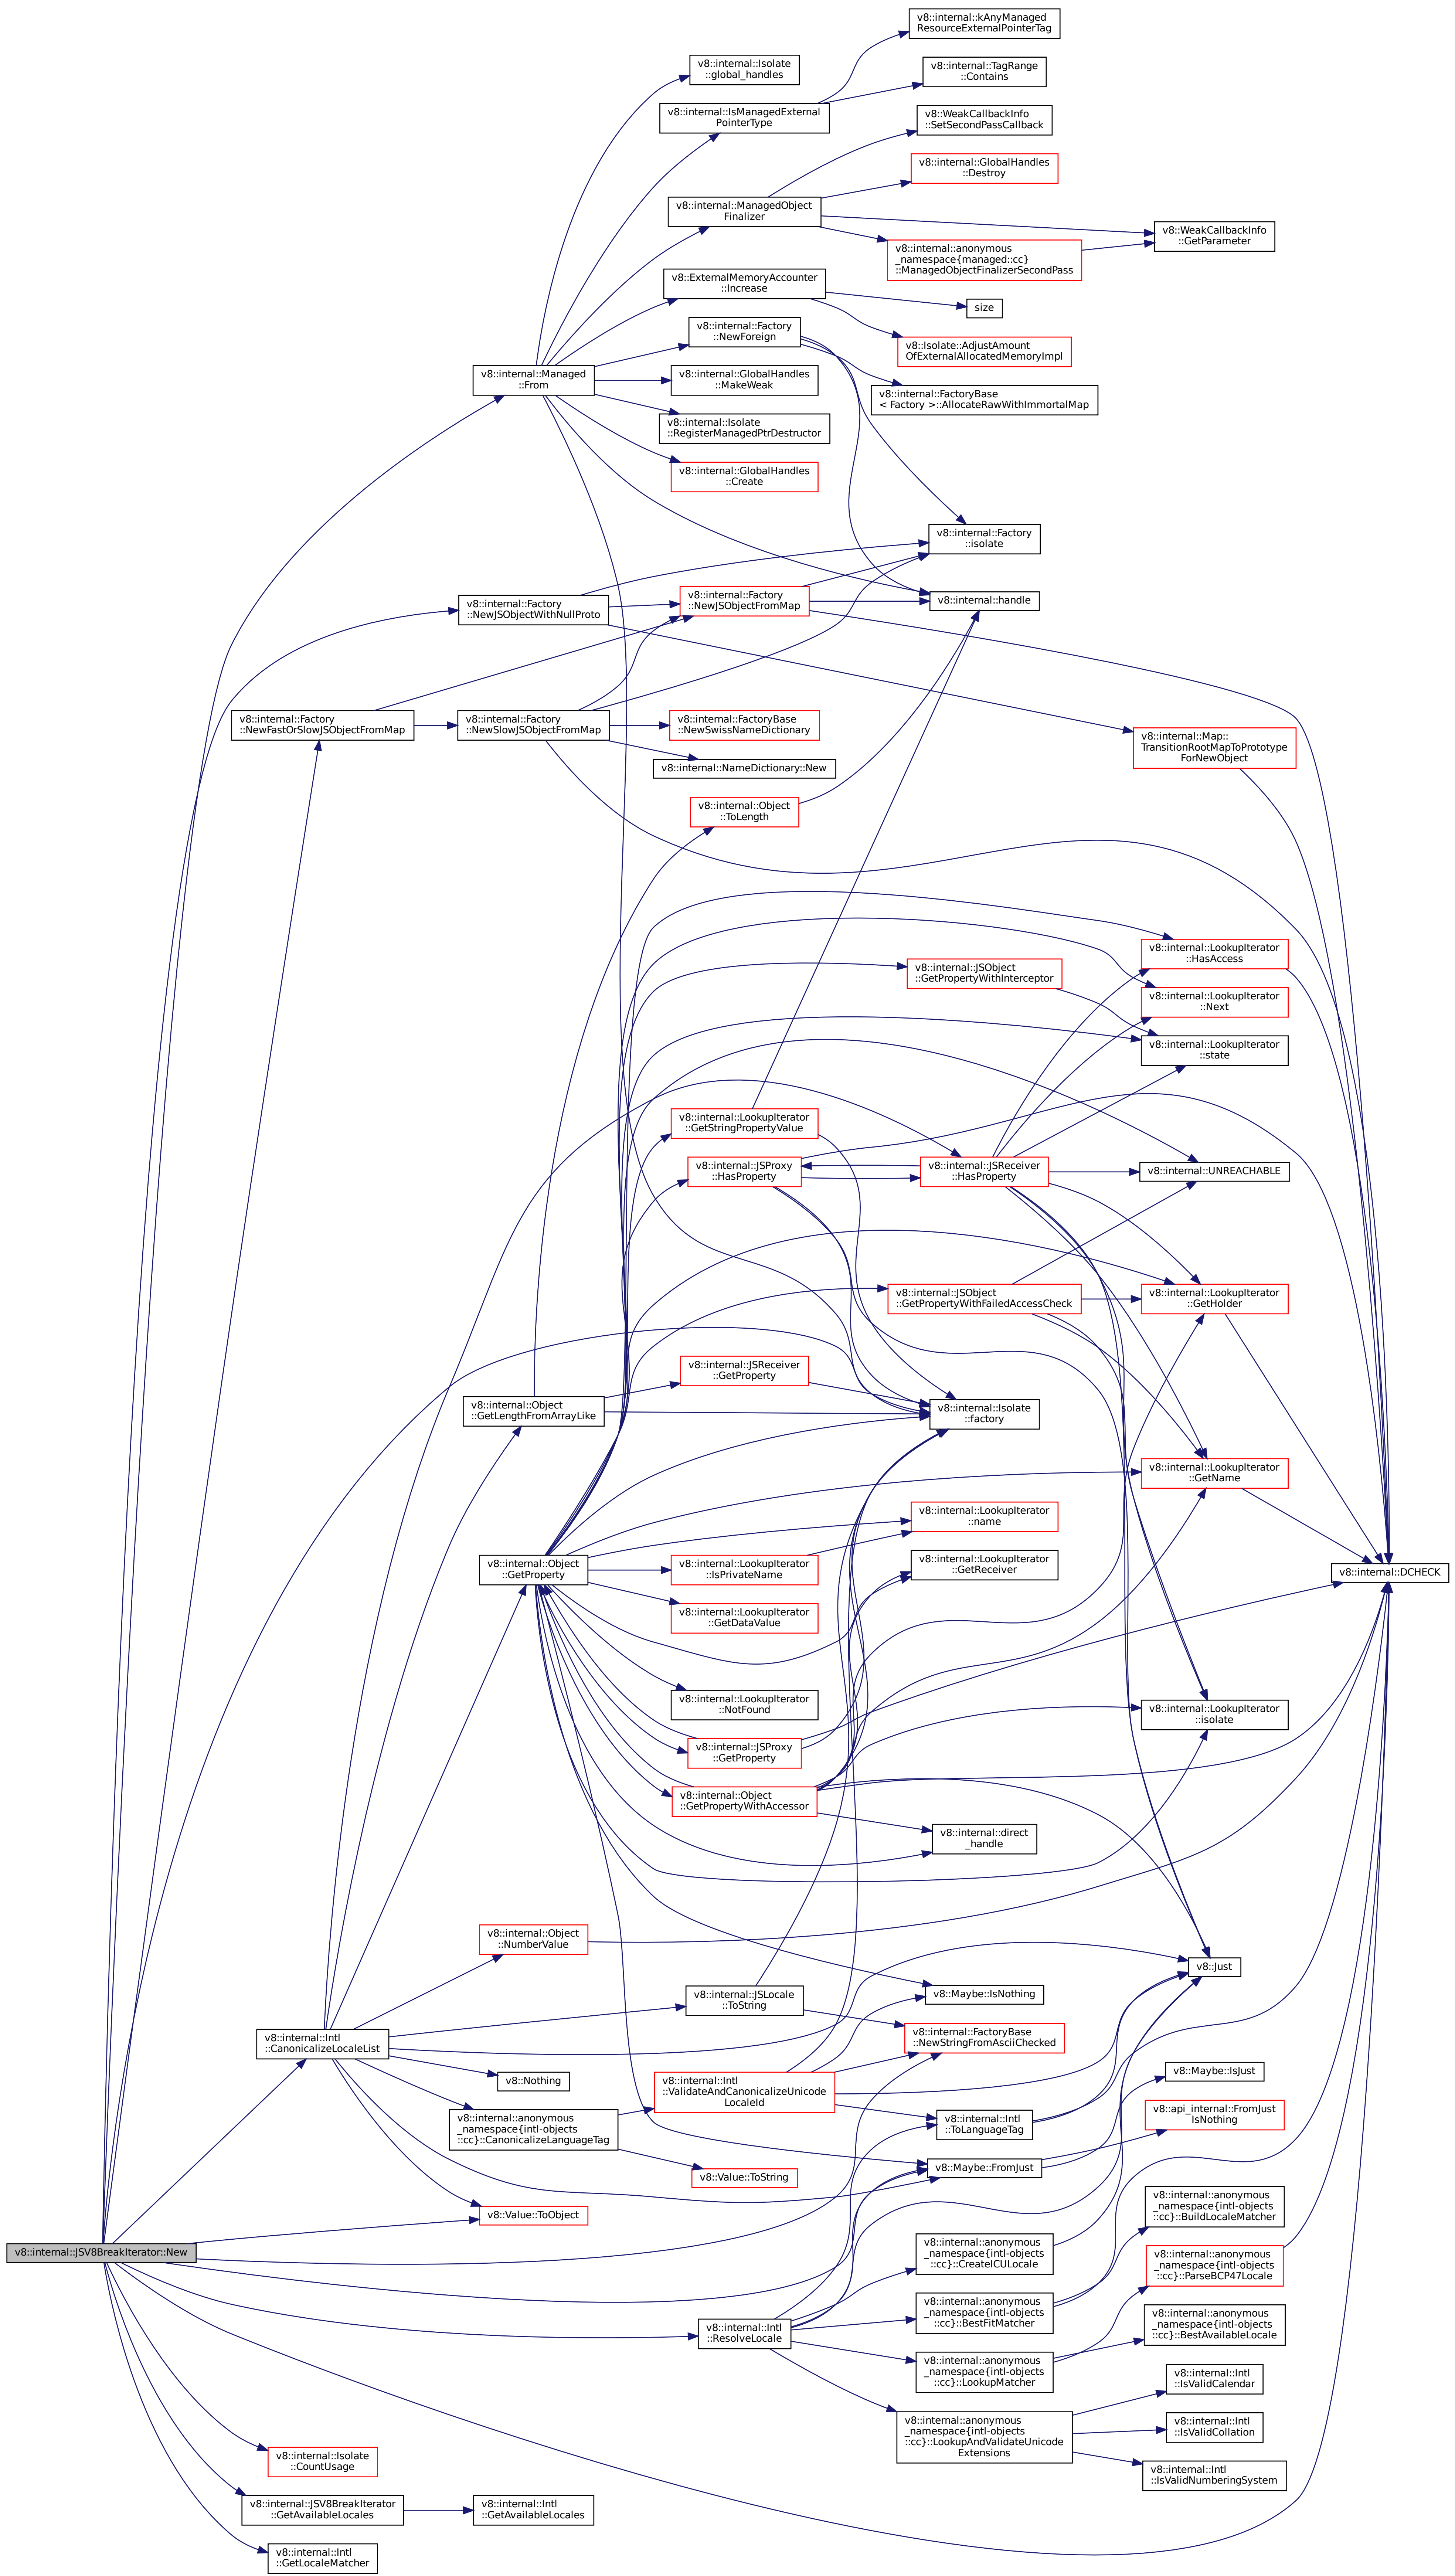 v8::internal::kAnyManaged
ResourceExternalPointerTag
v8::internal::Isolate
::global_handles
v8::internal::TagRange
::Contains
v8::internal::IsManagedExternal
PointerType
v8::WeakCallbackInfo
::SetSecondPassCallback
v8::internal::GlobalHandles
::Destroy
v8::internal::ManagedObject
Finalizer
v8::WeakCallbackInfo
::GetParameter
v8::internal::anonymous
_namespace{managed::cc}
::ManagedObjectFinalizerSecondPass
v8::ExternalMemoryAccounter
::Increase
size
v8::internal::Factory
::NewForeign
v8::Isolate::AdjustAmount
OfExternalAllocatedMemoryImpl
v8::internal::Managed
::From
v8::internal::GlobalHandles
::MakeWeak
v8::internal::FactoryBase
< Factory >::AllocateRawWithImmortalMap
v8::internal::Isolate
::RegisterManagedPtrDestructor
v8::internal::GlobalHandles
::Create
v8::internal::Factory
::isolate
v8::internal::Factory
::NewJSObjectWithNullProto
v8::internal::Factory
::NewJSObjectFromMap
v8::internal::handle
v8::internal::Factory
::NewFastOrSlowJSObjectFromMap
v8::internal::Factory
::NewSlowJSObjectFromMap
v8::internal::FactoryBase
::NewSwissNameDictionary
v8::internal::Map::
TransitionRootMapToPrototype
ForNewObject
v8::internal::NameDictionary::New
v8::internal::Object
::ToLength
v8::internal::LookupIterator
::HasAccess
v8::internal::JSObject
::GetPropertyWithInterceptor
v8::internal::LookupIterator
::Next
v8::internal::LookupIterator
::state
v8::internal::LookupIterator
::GetStringPropertyValue
v8::internal::JSProxy
::HasProperty
v8::internal::JSReceiver
::HasProperty
v8::internal::UNREACHABLE
v8::internal::JSObject
::GetPropertyWithFailedAccessCheck
v8::internal::LookupIterator
::GetHolder
v8::internal::JSReceiver
::GetProperty
v8::internal::Object
::GetLengthFromArrayLike
v8::internal::Isolate
::factory
v8::internal::LookupIterator
::GetName
v8::internal::LookupIterator
::name
v8::internal::Object
::GetProperty
v8::internal::LookupIterator
::IsPrivateName
v8::internal::LookupIterator
::GetReceiver
v8::internal::DCHECK
v8::internal::LookupIterator
::GetDataValue
v8::internal::LookupIterator
::NotFound
v8::internal::LookupIterator
::isolate
v8::internal::JSProxy
::GetProperty
v8::internal::Object
::GetPropertyWithAccessor
v8::internal::direct
_handle
v8::internal::Object
::NumberValue
v8::Just
v8::internal::JSLocale
::ToString
v8::Maybe::IsNothing
v8::internal::Intl
::CanonicalizeLocaleList
v8::internal::FactoryBase
::NewStringFromAsciiChecked
v8::Nothing
v8::Maybe::IsJust
v8::internal::Intl
::ValidateAndCanonicalizeUnicode
LocaleId
v8::internal::anonymous
_namespace{intl-objects
::cc}::CanonicalizeLanguageTag
v8::internal::Intl
::ToLanguageTag
v8::api_internal::FromJust
IsNothing
v8::Maybe::FromJust
v8::Value::ToString
v8::Value::ToObject
v8::internal::anonymous
_namespace{intl-objects
::cc}::BuildLocaleMatcher
v8::internal::JSV8BreakIterator::New
v8::internal::anonymous
_namespace{intl-objects
::cc}::CreateICULocale
v8::internal::anonymous
_namespace{intl-objects
::cc}::ParseBCP47Locale
v8::internal::anonymous
_namespace{intl-objects
::cc}::BestFitMatcher
v8::internal::Intl
::ResolveLocale
v8::internal::anonymous
_namespace{intl-objects
::cc}::BestAvailableLocale
v8::internal::anonymous
_namespace{intl-objects
::cc}::LookupMatcher
v8::internal::Intl
::IsValidCalendar
v8::internal::anonymous
_namespace{intl-objects
::cc}::LookupAndValidateUnicode
Extensions
v8::internal::Intl
::IsValidCollation
v8::internal::Isolate
::CountUsage
v8::internal::Intl
::IsValidNumberingSystem
v8::internal::JSV8BreakIterator
::GetAvailableLocales
v8::internal::Intl
::GetAvailableLocales
v8::internal::Intl
::GetLocaleMatcher